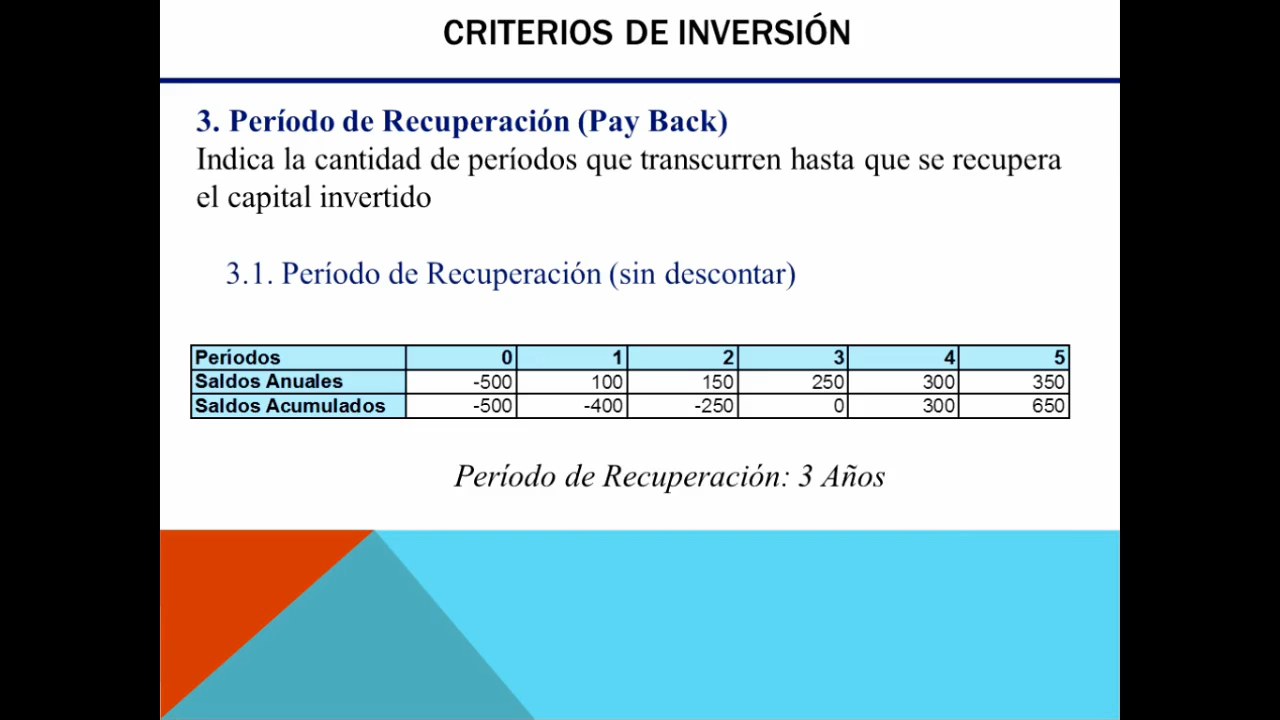 CRITERIOS DE INVERSIÓN
3. Período de Recuperación (Pay Back)
Indica la cantidad de períodos que transcurren hasta que se recupera
el capital invertido
3.1. Período de Recuperación (sin descontar)
Períodos 0 1 2 3 4 5
Saldos Anuales -500 100 150 250 300 350
Saldos Acumulados -500 -400 -250 0 300 650
Período de Recuperación: 3 Años